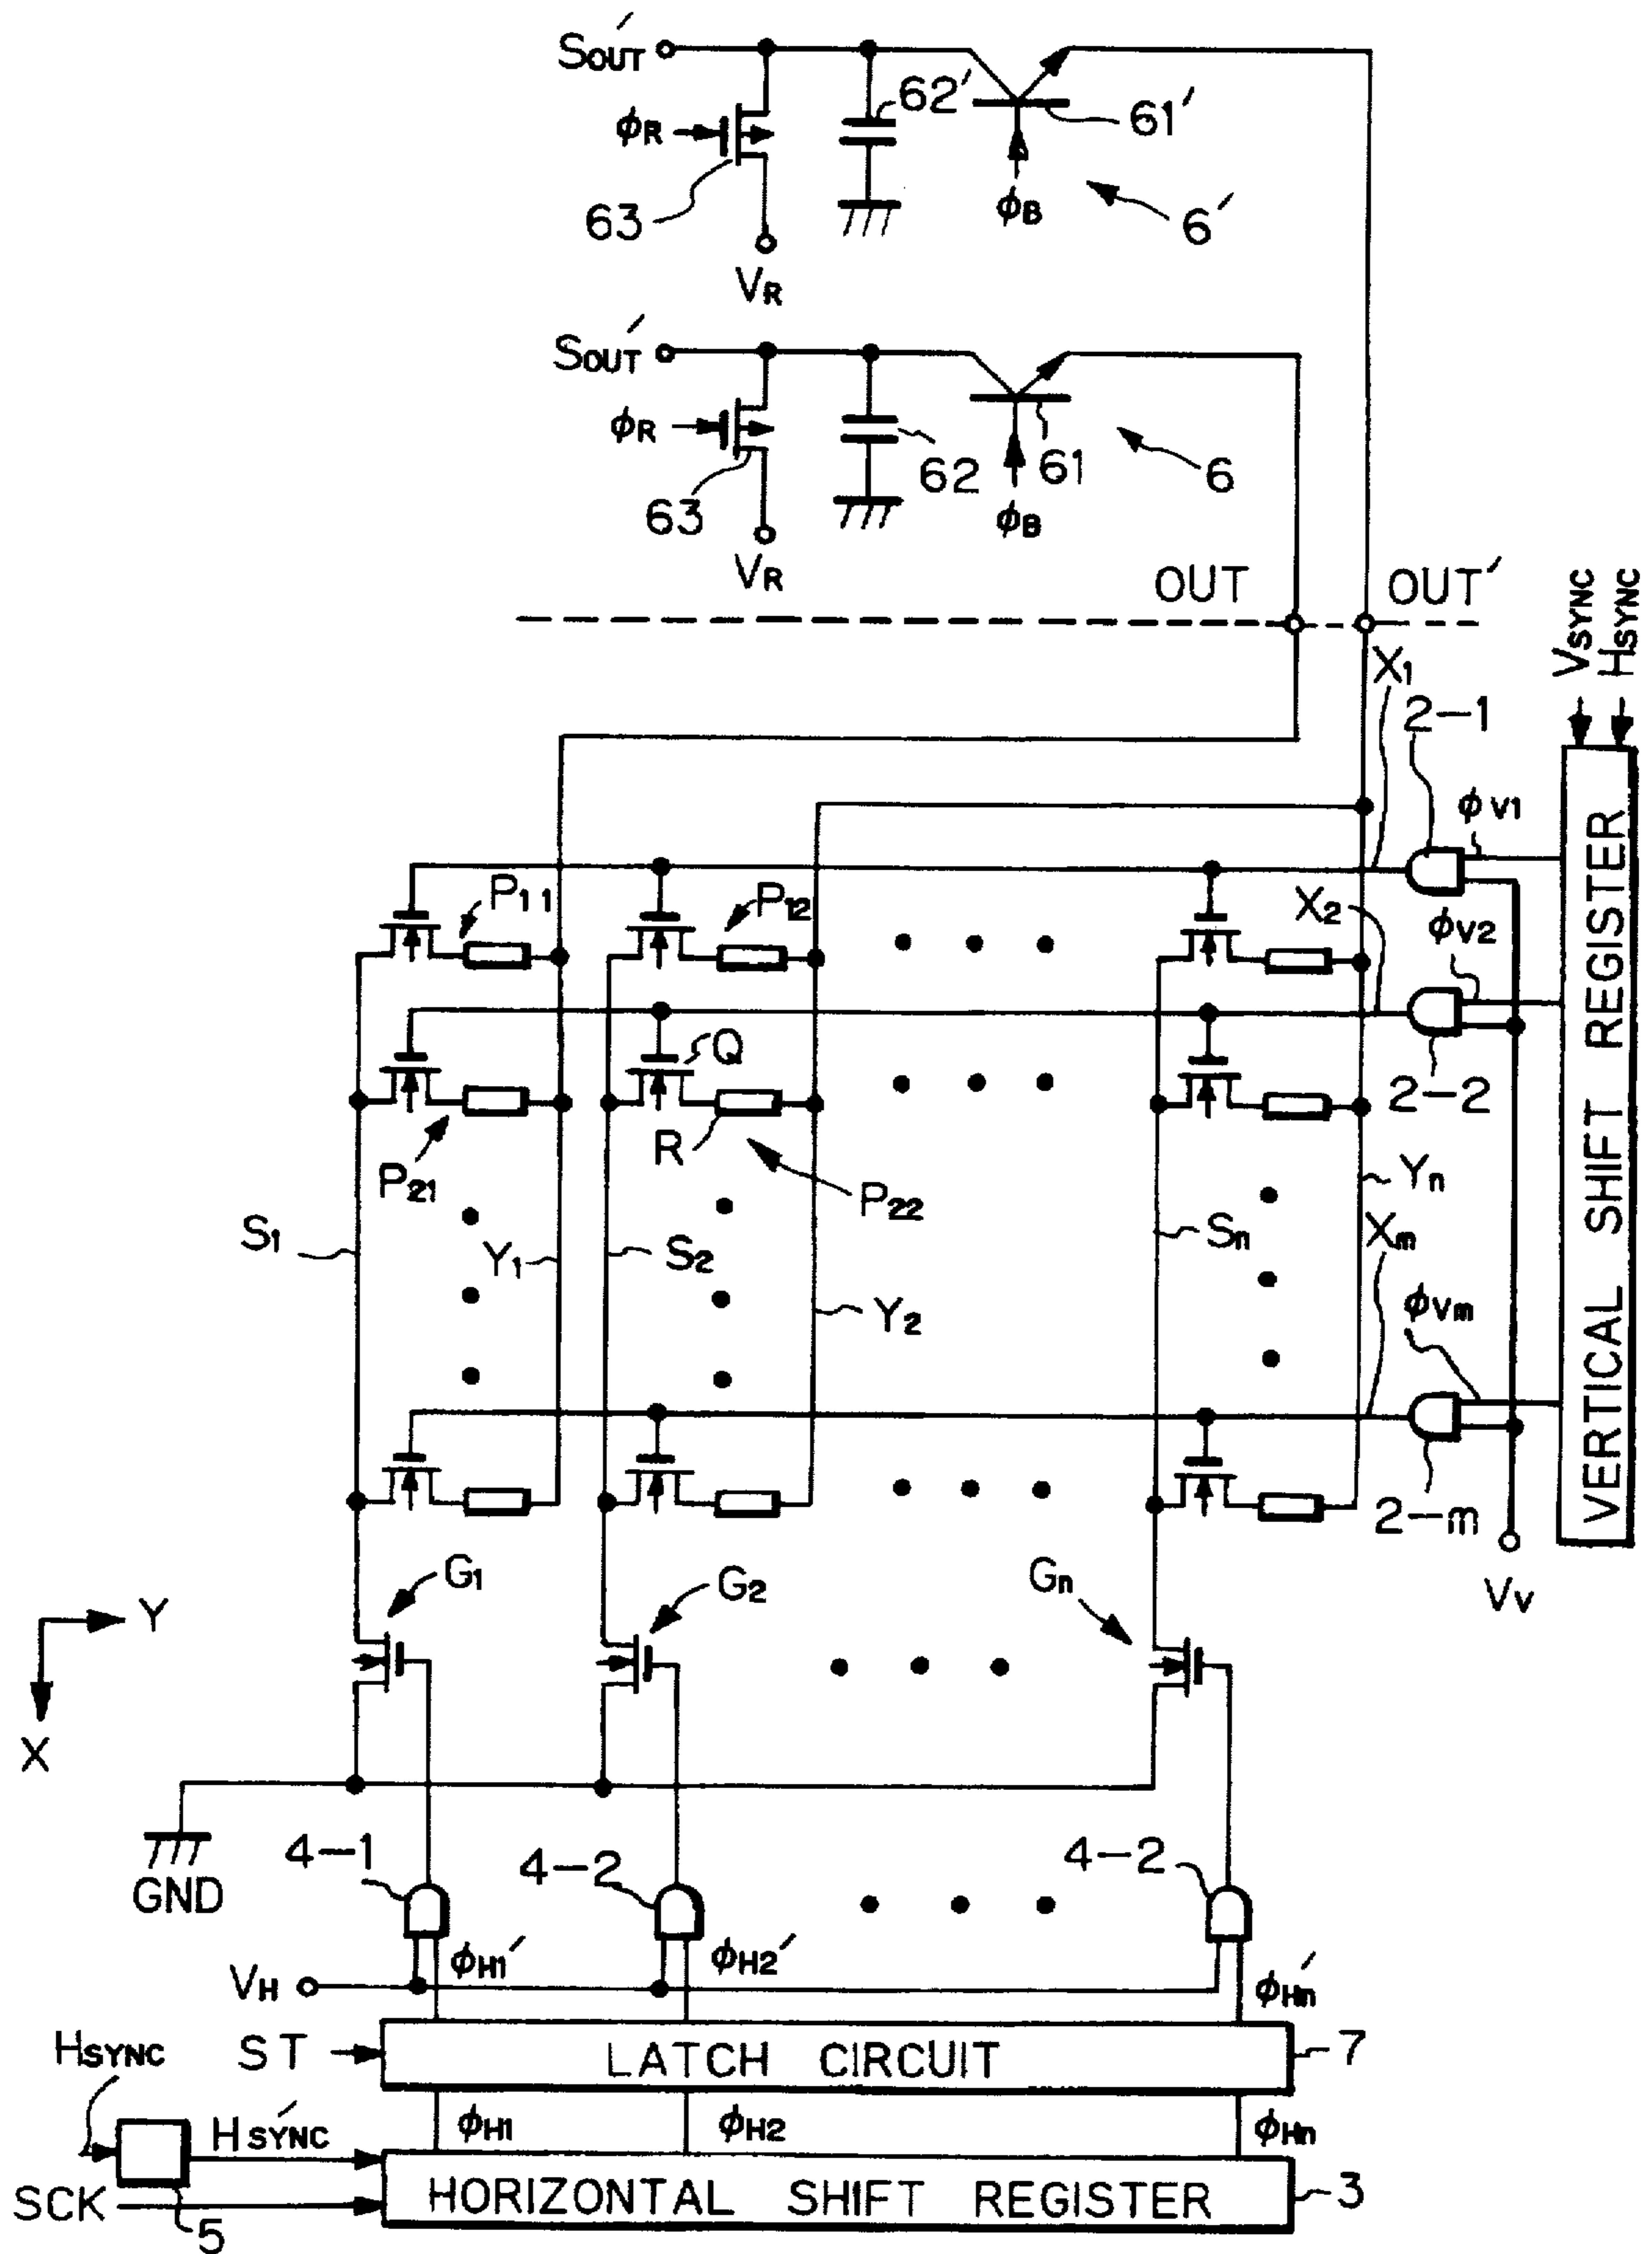 SOUT′
62′
61′
φR
φB
6′
63
VR
SOUT′
φR
62
61
6
63
φB
VR
OUT
OUT′
VSYNC
HSYNC
X1
2-1
φV1
P11
P12
X2
φV2
Q
2-2
R
P21
P22
Yn
S1
Y1
S2
Sn
Xm
Y2
φVm
VERTICAL SHIFT REGISTER
2-m
G1
G2
Gn
VV
Y
X
4-1
4-2
4-2
GND
φH1′
φH2′
VH
φHn′
HSYNC
ST
LATCH CIRCUIT
7
φH1
φH2
φHn
H′SYNC
SCK
HORIZONTAL SHIFT REGISTER
3
5